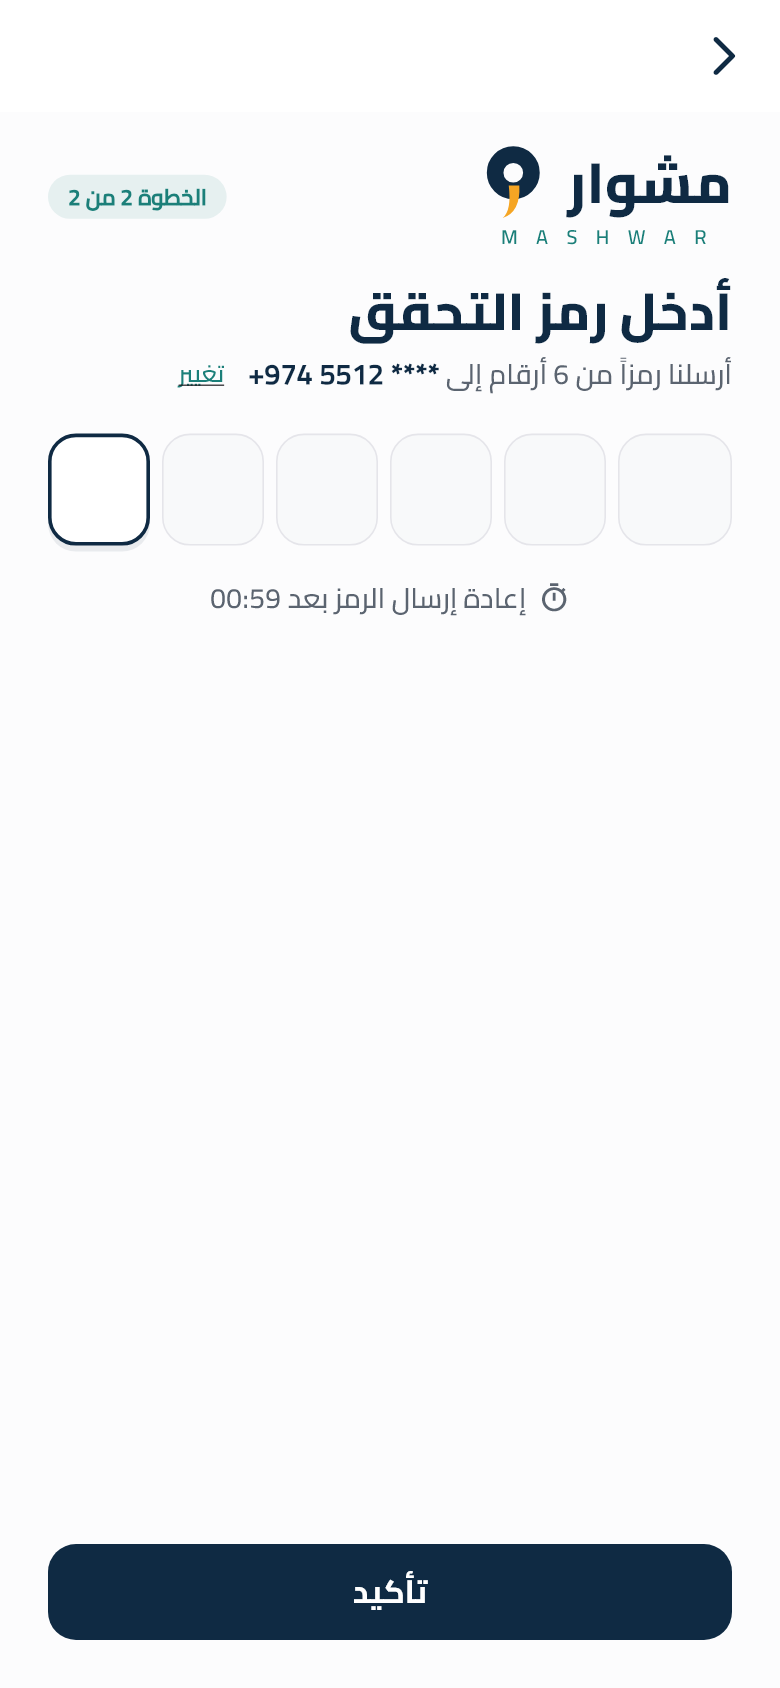 مشوار
MASHWAR
الخطوة 2 من 2
أدخل رمز التحقق
أرسلنا رمزاً من 6 أرقام إلى +974 5512 **** تغيير
إعادة إرسال الرمز بعد 00:59
تأكيد